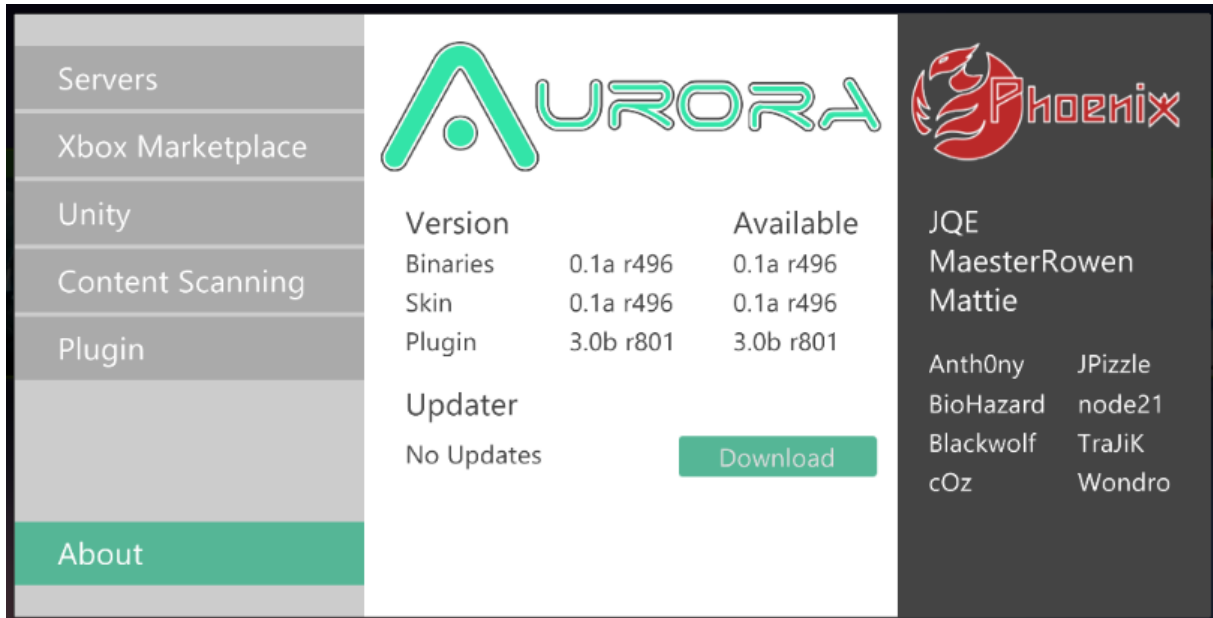 Servers
Xbox Marketplace
Unity
Content Scanning
Plugin
About
AURORA
Version Available
Binaries 0.1a r496 0.1a r496
Skin 0.1a r496 0.1a r496
Plugin 3.0b r801 3.0b r801
Updater
No Updates Download
Phoenix
JQE
MaesterRowen
Mattie
Anth0ny JPizzle
BioHazard node21
Blackwolf TraJiK
cOz Wondro